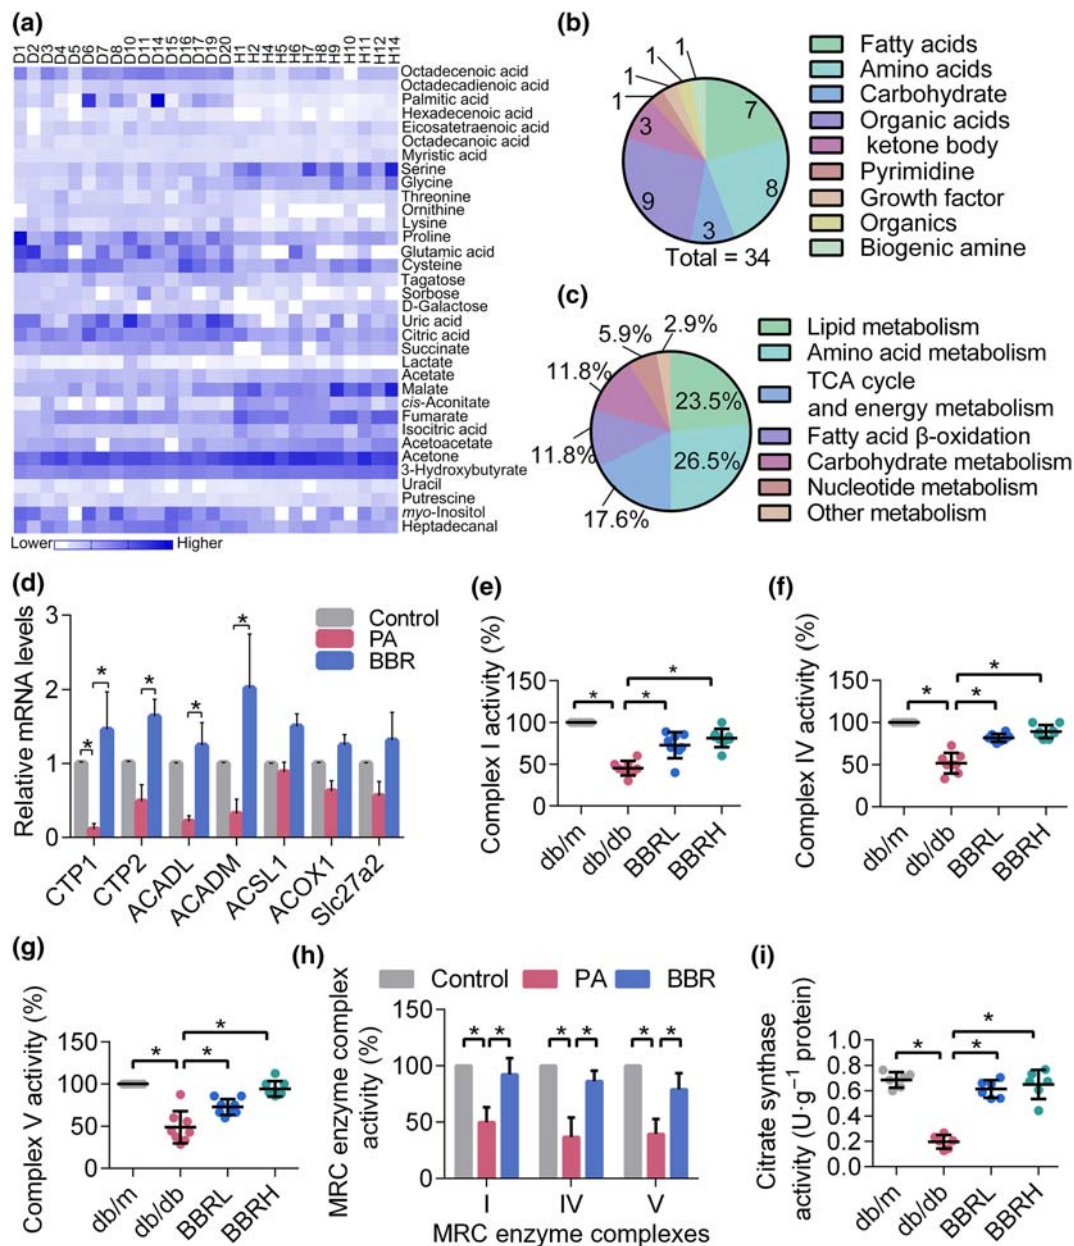 (a)
D1 D2 D3 D4 D5 D6 D7 D8 D10 D11 D14 D15 D16 D17 D19 D20 H1 H2 H4 H5 H6 H7 H8 H9 H10 H11 H12 H14
Octadecenoic acid
Octadecadienoic acid
Palmitic acid
Hexadecenoic acid
Eicosatetraenoic acid
Octadecanoic acid
Myristic acid
Serine
Glycine
Threonine
Ornithine
Lysine
Proline
Glutamic acid
Cysteine
Tagatose
Sorbose
D-Galactose
Uric acid
Citric acid
Succinate
Lactate
Acetate
Malate
cis-Aconitate
Fumarate
Isocitric acid
Acetoacetate
Acetone
3-Hydroxybutyrate
Uracil
Putrescine
myo-Inositol
Heptadecanal
Lower Higher
(b)
1
1
1
1
3
7
8
9
3
Total = 34
Fatty acids
Amino acids
Carbohydrate
Organic acids
ketone body
Pyrimidine
Growth factor
Organics
Biogenic amine
(c)
5.9% 2.9%
11.8%
23.5%
11.8%
26.5%
17.6%
Lipid metabolism
Amino acid metabolism
TCA cycle
and energy metabolism
Fatty acid β-oxidation
Carbohydrate metabolism
Nucleotide metabolism
Other metabolism
(d)
Relative mRNA levels
3
2
1
0
Control
PA
BBR
* * * * *
CTP1 CTP2 ACADL ACADM ACSL1 ACOX1 Slc27a2
(e)
Complex I activity (%)
150
100
50
0
* * *
db/m db/db BBRL BBRH
(f)
Complex IV activity (%)
150
100
50
0
* * *
db/m db/db BBRL BBRH
(g)
Complex V activity (%)
150
100
50
0
* * *
db/m db/db BBRL BBRH
(h)
Control PA BBR
MRC enzyme complex
activity (%)
150
100
50
0
* * * * * *
I IV V
MRC enzyme complexes
(i)
Citrate synthase
activity (U·g⁻¹ protein)
1.0
0.8
0.6
0.4
0.2
0.0
* * *
db/m db/db BBRL BBRH